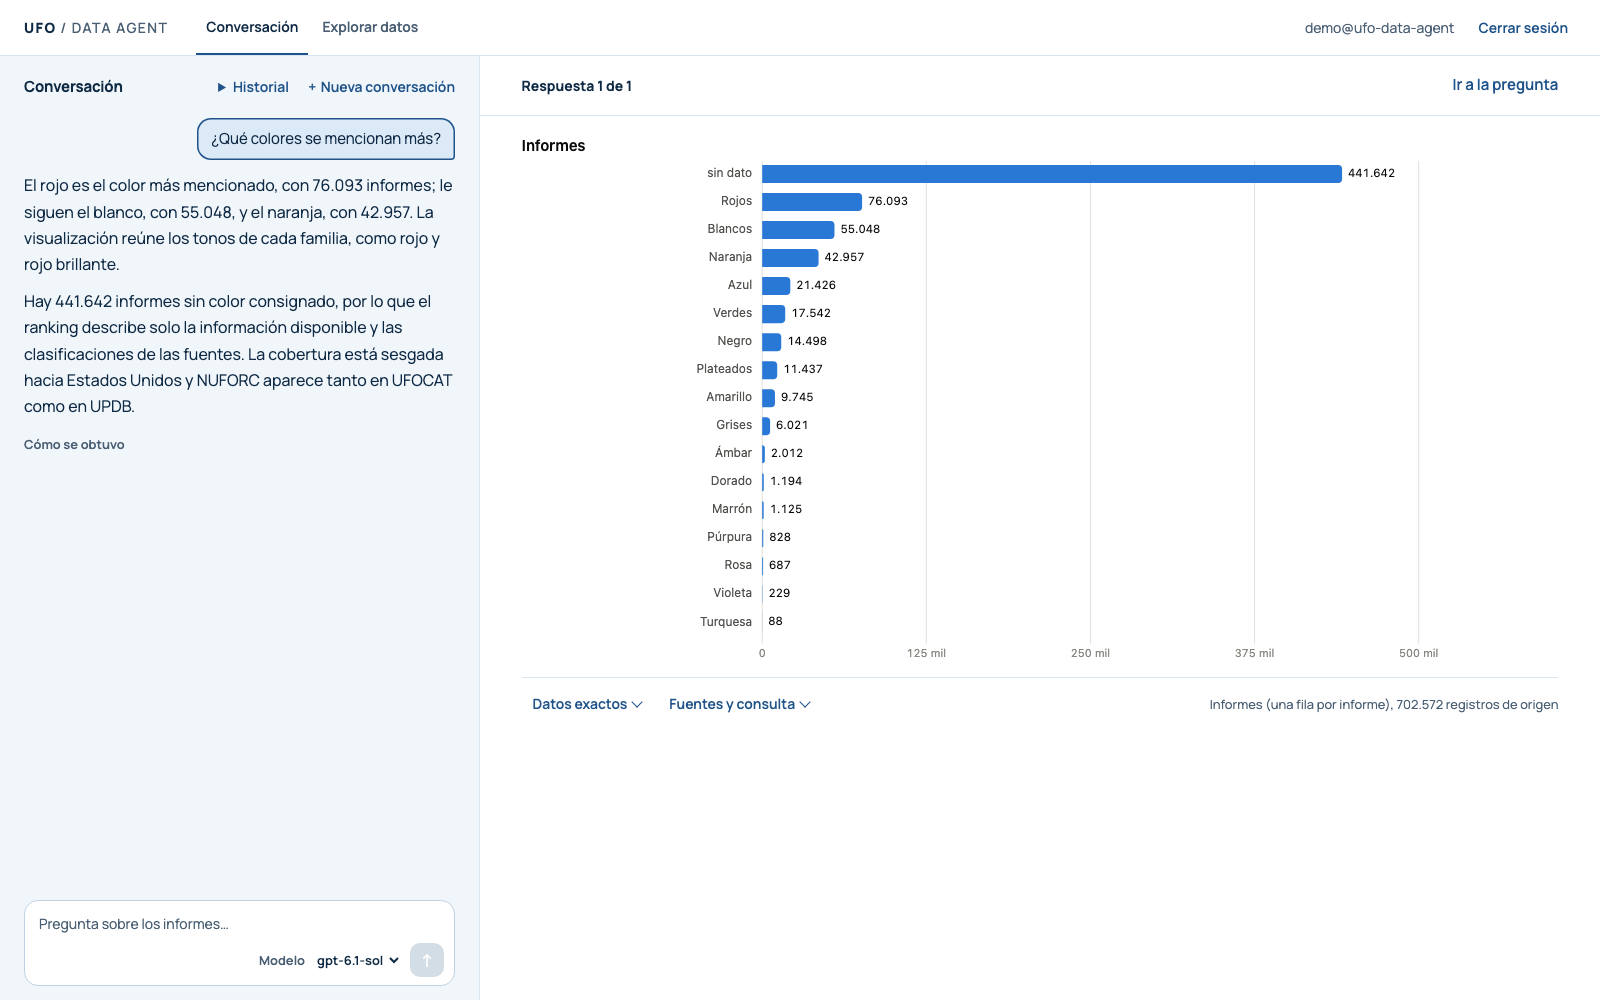 UFO / DATA AGENT
Conversación
Explorar datos
demo@ufo-data-agent
Cerrar sesión
Conversación
▶ Historial
+ Nueva conversación
¿Qué colores se mencionan más?
El rojo es el color más mencionado, con 76.093 informes; le
siguen el blanco, con 55.048, y el naranja, con 42.957. La
visualización reúne los tonos de cada familia, como rojo y
rojo brillante.
Hay 441.642 informes sin color consignado, por lo que el
ranking describe solo la información disponible y las
clasificaciones de las fuentes. La cobertura está sesgada
hacia Estados Unidos y NUFORC aparece tanto en UFOCAT
como en UPDB.
Cómo se obtuvo
Pregunta sobre los informes…
Modelo gpt-6.1-sol
Respuesta 1 de 1
Ir a la pregunta
Informes
sin dato 441.642
Rojos 76.093
Blancos 55.048
Naranja 42.957
Azul 21.426
Verdes 17.542
Negro 14.498
Plateados 11.437
Amarillo 9.745
Grises 6.021
Ámbar 2.012
Dorado 1.194
Marrón 1.125
Púrpura 828
Rosa 687
Violeta 229
Turquesa 88
0 125 mil 250 mil 375 mil 500 mil
Datos exactos
Fuentes y consulta
Informes (una fila por informe), 702.572 registros de origen